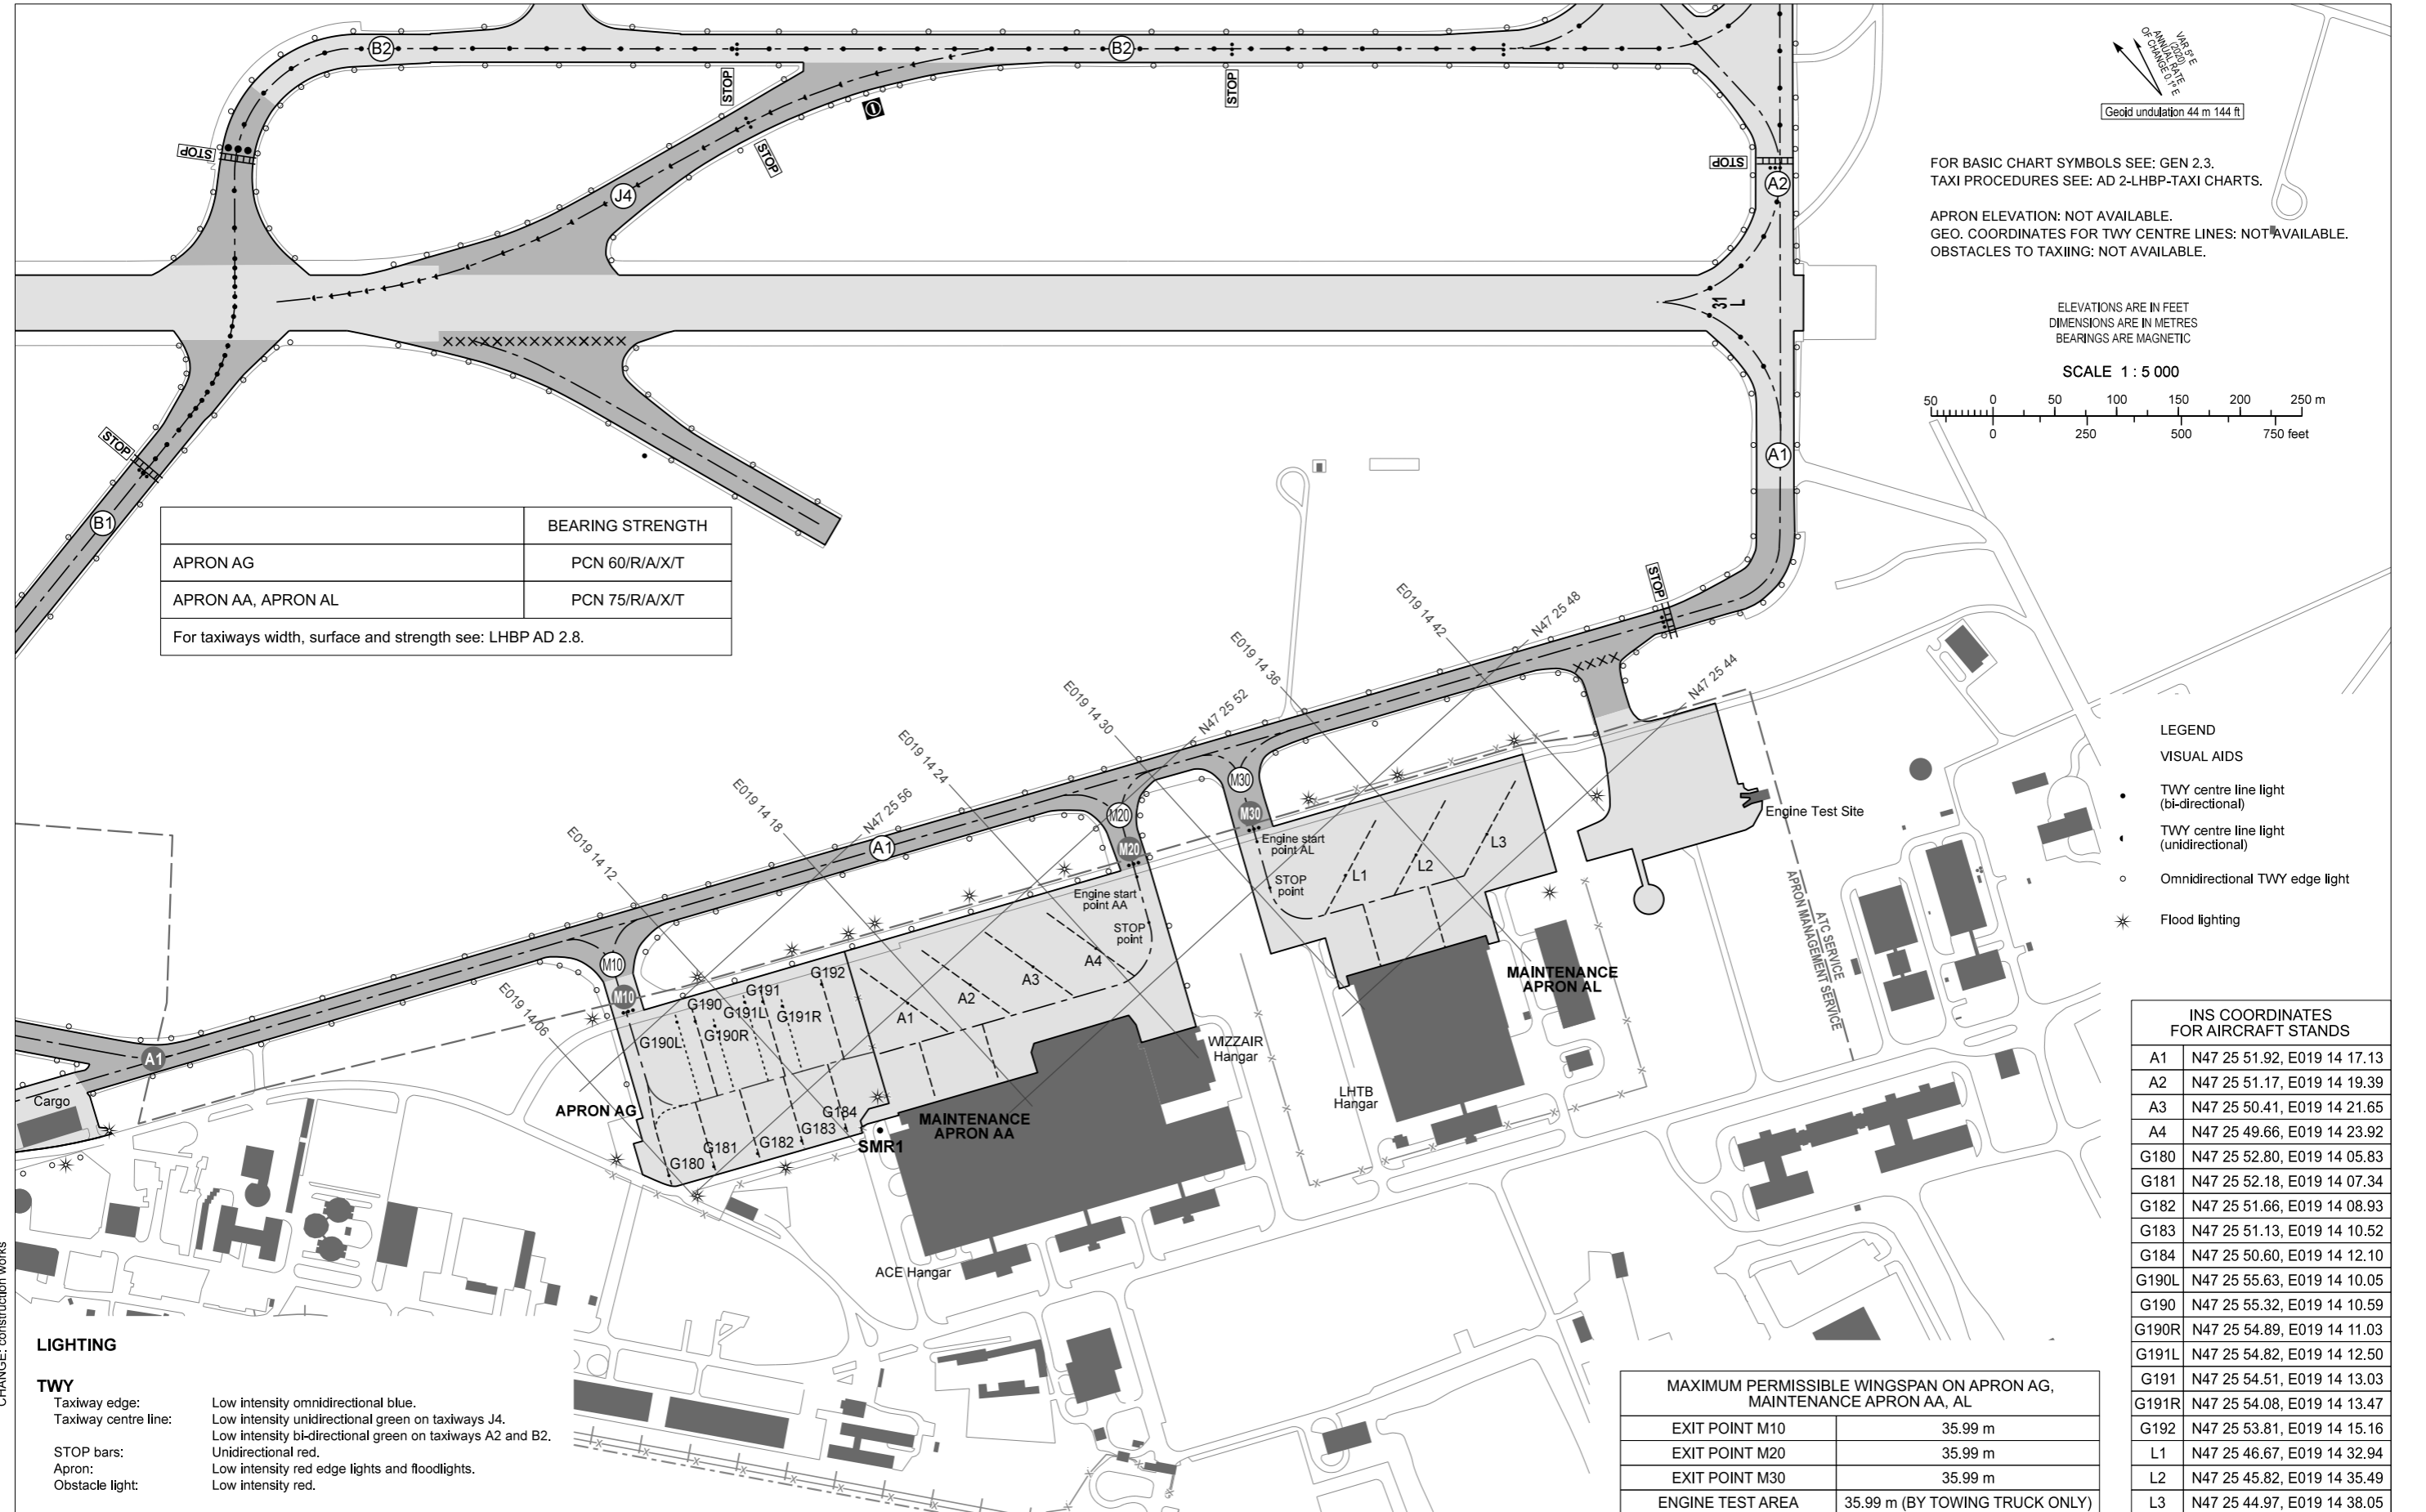 B2
B2
VAR 5° E
(2020)
ANNUAL RATE
OF CHANGE 0.1° E
Geoid undulation 44 m 144 ft
STOP
STOP
STOP
STOP
STOP
J4
A2
FOR BASIC CHART SYMBOLS SEE: GEN 2.3.
TAXI PROCEDURES SEE: AD 2-LHBP-TAXI CHARTS.
APRON ELEVATION: NOT AVAILABLE.
GEO. COORDINATES FOR TWY CENTRE LINES: NOT AVAILABLE.
OBSTACLES TO TAXIING: NOT AVAILABLE.
31
L
ELEVATIONS ARE IN FEET
DIMENSIONS ARE IN METRES
BEARINGS ARE MAGNETIC
SCALE 1 : 5 000
50 0 50 100 150 200 250 m
0 250 500 750 feet
STOP
B1
A1
BEARING STRENGTH
APRON AG PCN 60/R/A/X/T
APRON AA, APRON AL PCN 75/R/A/X/T
For taxiways width, surface and strength see: LHBP AD 2.8.
STOP
E019 14 42
N47 25 48
E019 14 36
N47 25 44
E019 14 30
N47 25 52
E019 14 24
E019 14 18
N47 25 56
E019 14 12
E019 14 06
A1
M30
M30
M20
M20
M10
M10
A1
Engine start
point AL
STOP
point
L1
L2
L3
Engine Test Site
Engine start
point AA
STOP
point
A1
A2
A3
A4
G192
G191
G190
G191L
G191R
G190R
G190L
G184
G183
G182
G181
G180
APRON AG
SMR1
MAINTENANCE
APRON AA
WIZZAIR
Hangar
LHTB
Hangar
MAINTENANCE
APRON AL
ACE Hangar
Cargo
ATC SERVICE
APRON MANAGEMENT SERVICE
LEGEND
VISUAL AIDS
TWY centre line light
(bi-directional)
TWY centre line light
(unidirectional)
Omnidirectional TWY edge light
Flood lighting
INS COORDINATES
FOR AIRCRAFT STANDS
A1 N47 25 51.92, E019 14 17.13
A2 N47 25 51.17, E019 14 19.39
A3 N47 25 50.41, E019 14 21.65
A4 N47 25 49.66, E019 14 23.92
G180 N47 25 52.80, E019 14 05.83
G181 N47 25 52.18, E019 14 07.34
G182 N47 25 51.66, E019 14 08.93
G183 N47 25 51.13, E019 14 10.52
G184 N47 25 50.60, E019 14 12.10
G190L N47 25 55.63, E019 14 10.05
G190 N47 25 55.32, E019 14 10.59
G190R N47 25 54.89, E019 14 11.03
G191L N47 25 54.82, E019 14 12.50
G191 N47 25 54.51, E019 14 13.03
G191R N47 25 54.08, E019 14 13.47
G192 N47 25 53.81, E019 14 15.16
L1 N47 25 46.67, E019 14 32.94
L2 N47 25 45.82, E019 14 35.49
L3 N47 25 44.97, E019 14 38.05
CHANGE: construction works
LIGHTING
TWY
Taxiway edge: Low intensity omnidirectional blue.
Taxiway centre line: Low intensity unidirectional green on taxiways J4.
Low intensity bi-directional green on taxiways A2 and B2.
STOP bars: Unidirectional red.
Apron: Low intensity red edge lights and floodlights.
Obstacle light: Low intensity red.
MAXIMUM PERMISSIBLE WINGSPAN ON APRON AG,
MAINTENANCE APRON AA, AL
EXIT POINT M10 35.99 m
EXIT POINT M20 35.99 m
EXIT POINT M30 35.99 m
ENGINE TEST AREA 35.99 m (BY TOWING TRUCK ONLY)